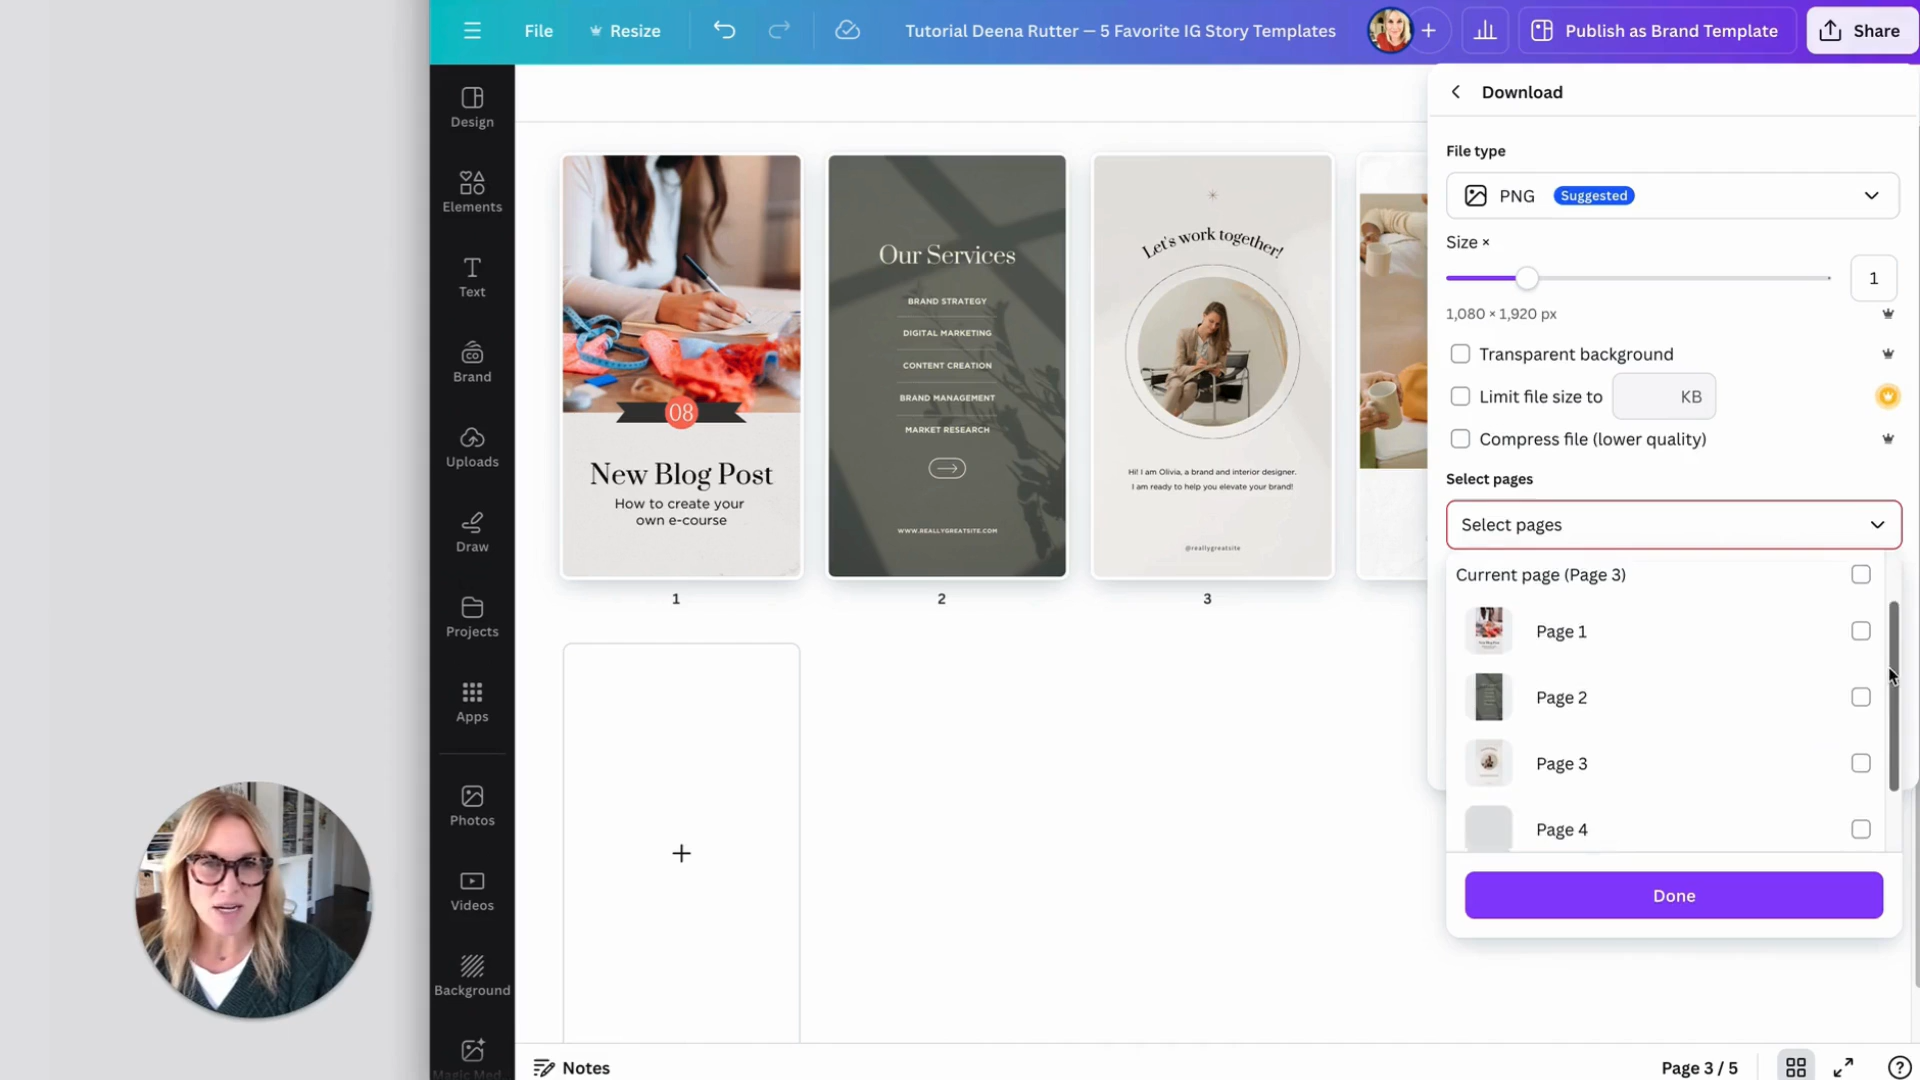 File
Resize
Tutorial Deena Rutter — 5 Favorite IG Story Templates
+
Publish as Brand Template
Share
Design
Elements
Text
CO
Brand
Uploads
Draw
Projects
Apps
Photos
Videos
Background
Magic Med
08
New Blog Post
How to create your
own e-course
1
Our Services
BRAND STRATEGY
DIGITAL MARKETING
CONTENT CREATION
BRAND MANAGEMENT
MARKET RESEARCH
WWW.REALLYGREATSITE.COM
2
Let's work together!
Hi! I am Olivia, a brand and interior designer.
I am ready to help you elevate your brand!
@reallygreatsite
3
+
Download
File type
PNG Suggested
Size ×
1
1,080 × 1,920 px
Transparent background
Limit file size to KB
Compress file (lower quality)
Select pages
Select pages
Current page (Page 3)
Page 1
Page 2
Page 3
Page 4
Done
Notes
Page 3 / 5
?